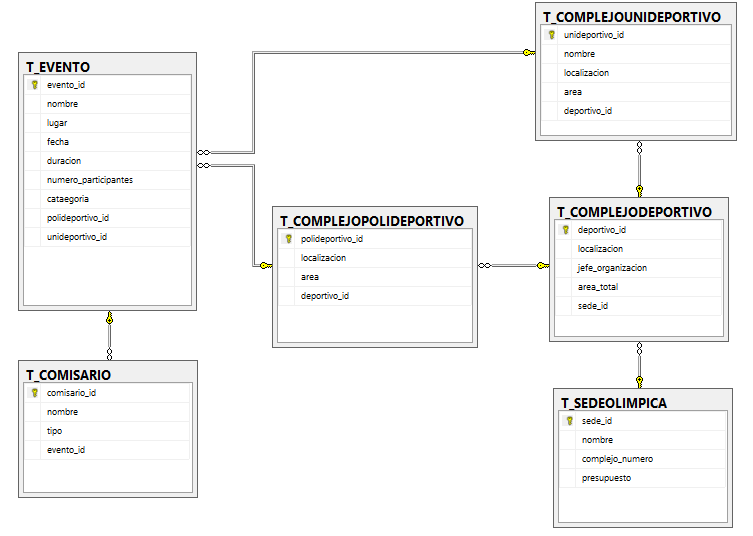 T_COMPLEJOUNIDEPORTIVO
unideportivo_id
nombre
localizacion
area
deportivo_id
T_EVENTO
evento_id
nombre
lugar
fecha
duracion
numero_participantes
cataegoria
polideportivo_id
unideportivo_id
T_COMPLEJOPOLIDEPORTIVO
polideportivo_id
localizacion
area
deportivo_id
T_COMPLEJODEPORTIVO
deportivo_id
localizacion
jefe_organizacion
area_total
sede_id
T_COMISARIO
comisario_id
nombre
tipo
evento_id
T_SEDEOLIMPICA
sede_id
nombre
complejo_numero
presupuesto